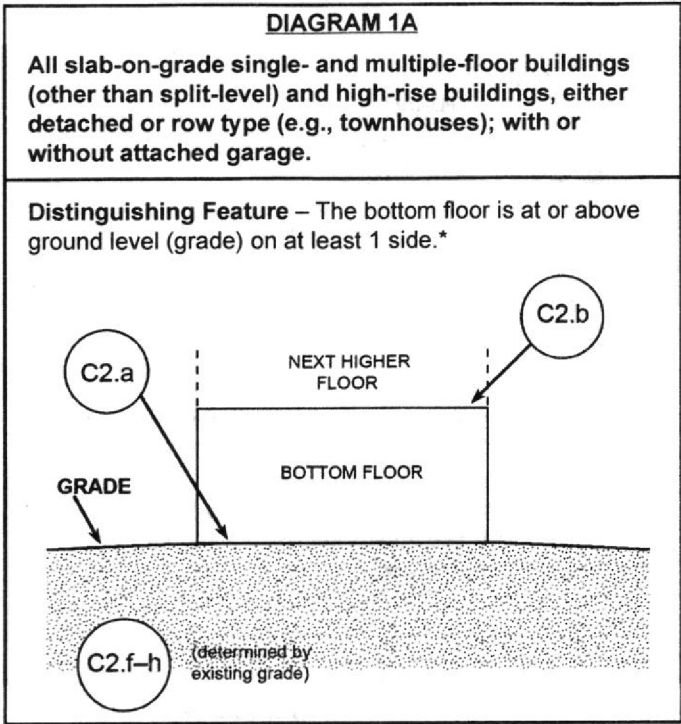 DIAGRAM 1A
All slab-on-grade single- and multiple-floor buildings
(other than split-level) and high-rise buildings, either
detached or row type (e.g., townhouses); with or
without attached garage.
Distinguishing Feature – The bottom floor is at or above
ground level (grade) on at least 1 side.*
C2.b
C2.a
NEXT HIGHER
FLOOR
BOTTOM FLOOR
GRADE
C2.f–h
(determined by
existing grade)